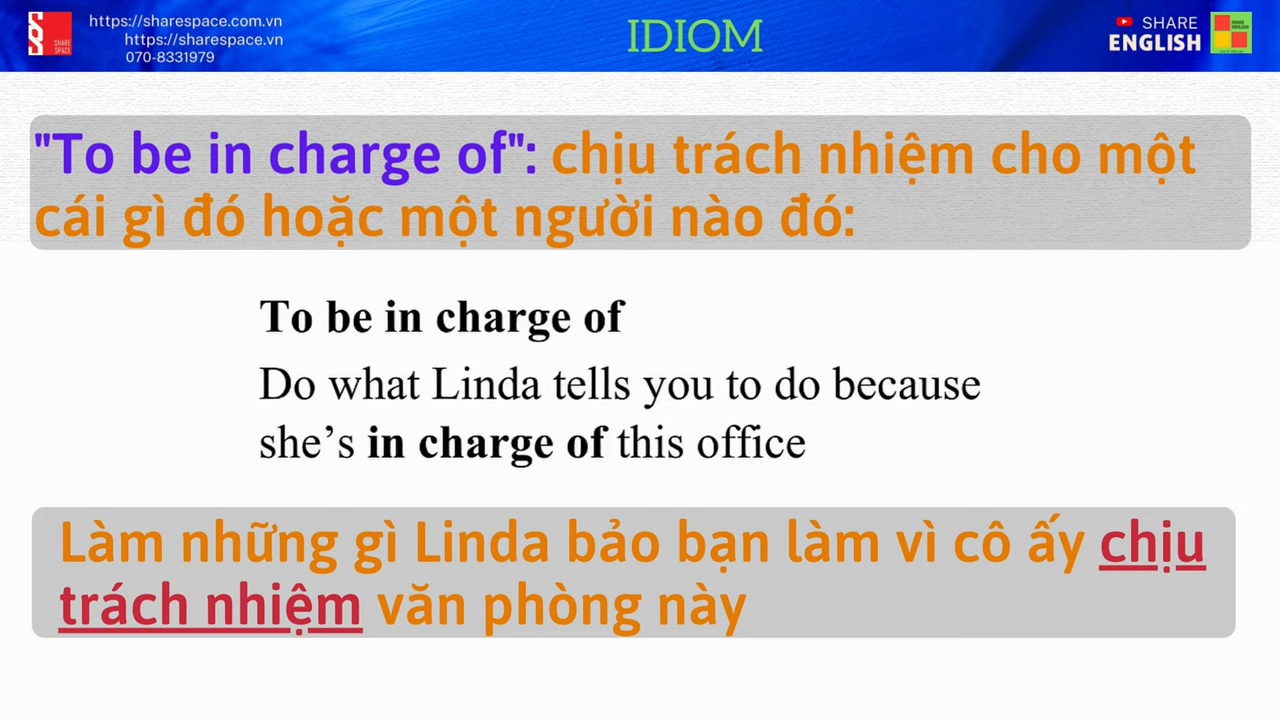 SHARE
SPACE
https://sharespace.com.vn
https://sharespace.vn
070-8331979
IDIOM
SHARE
ENGLISH
"To be in charge of": chịu trách nhiệm cho một
cái gì đó hoặc một người nào đó:
To be in charge of
Do what Linda tells you to do because
she's in charge of this office
Làm những gì Linda bảo bạn làm vì cô ấy chịu
trách nhiệm văn phòng này